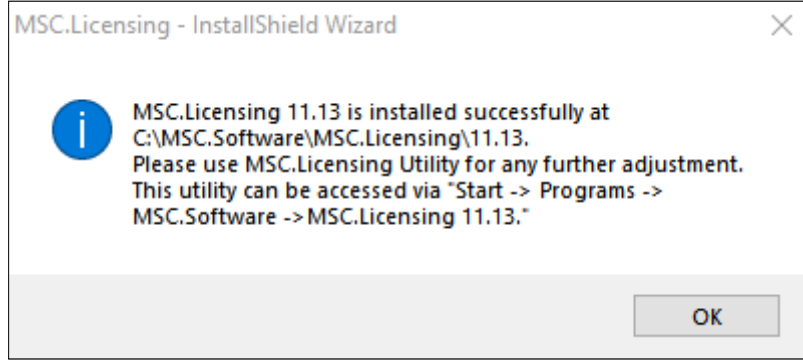 MSC.Licensing - InstallShield Wizard
MSC.Licensing 11.13 is installed successfully at
C:\MSC.Software\MSC.Licensing\11.13.
Please use MSC.Licensing Utility for any further adjustment.
This utility can be accessed via "Start -> Programs ->
MSC.Software ->MSC.Licensing 11.13."
OK